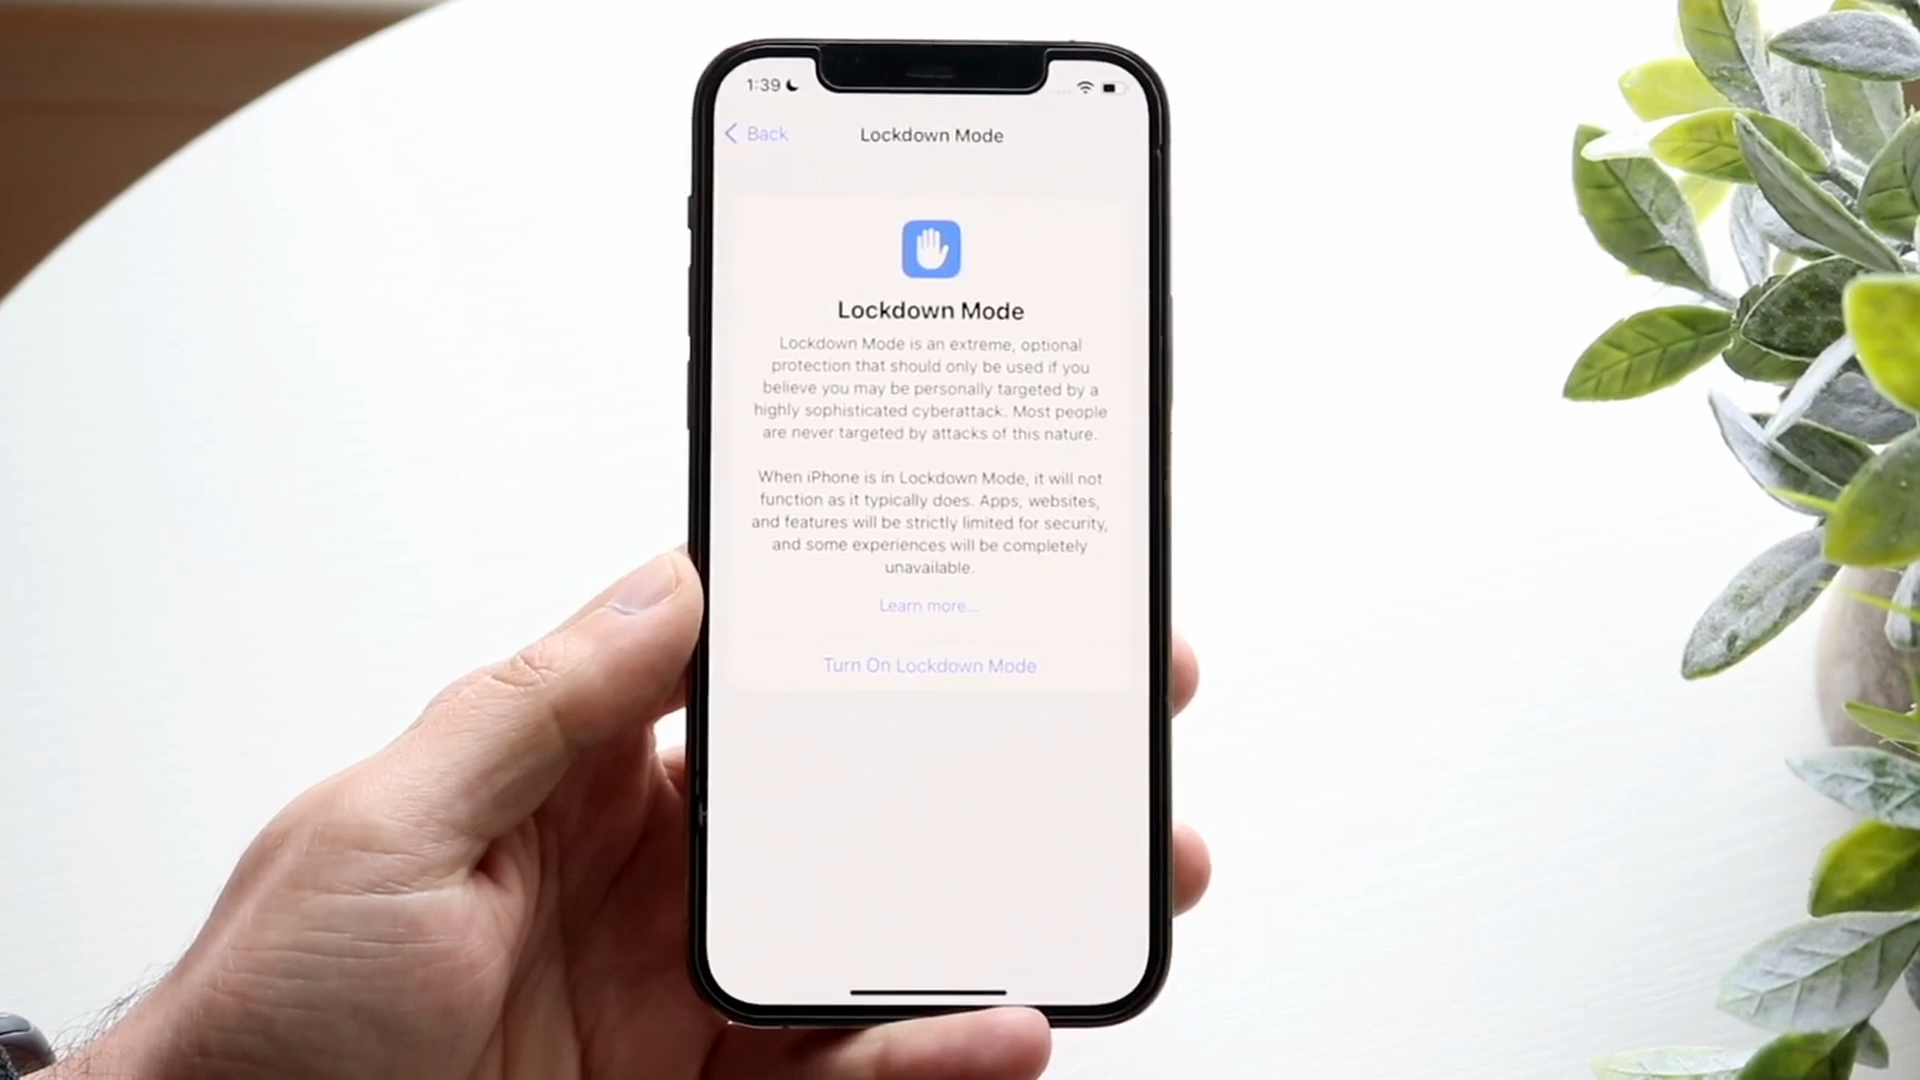 1:39
Back
Lockdown Mode
Lockdown Mode
Lockdown Mode is an extreme, optional
protection that should only be used if you
believe you may be personally targeted by a
highly sophisticated cyberattack. Most people
are never targeted by attacks of this nature.
When iPhone is in Lockdown Mode, it will not
function as it typically does. Apps, websites,
and features will be strictly limited for security,
and some experiences will be completely
unavailable.
Learn more...
Turn On Lockdown Mode